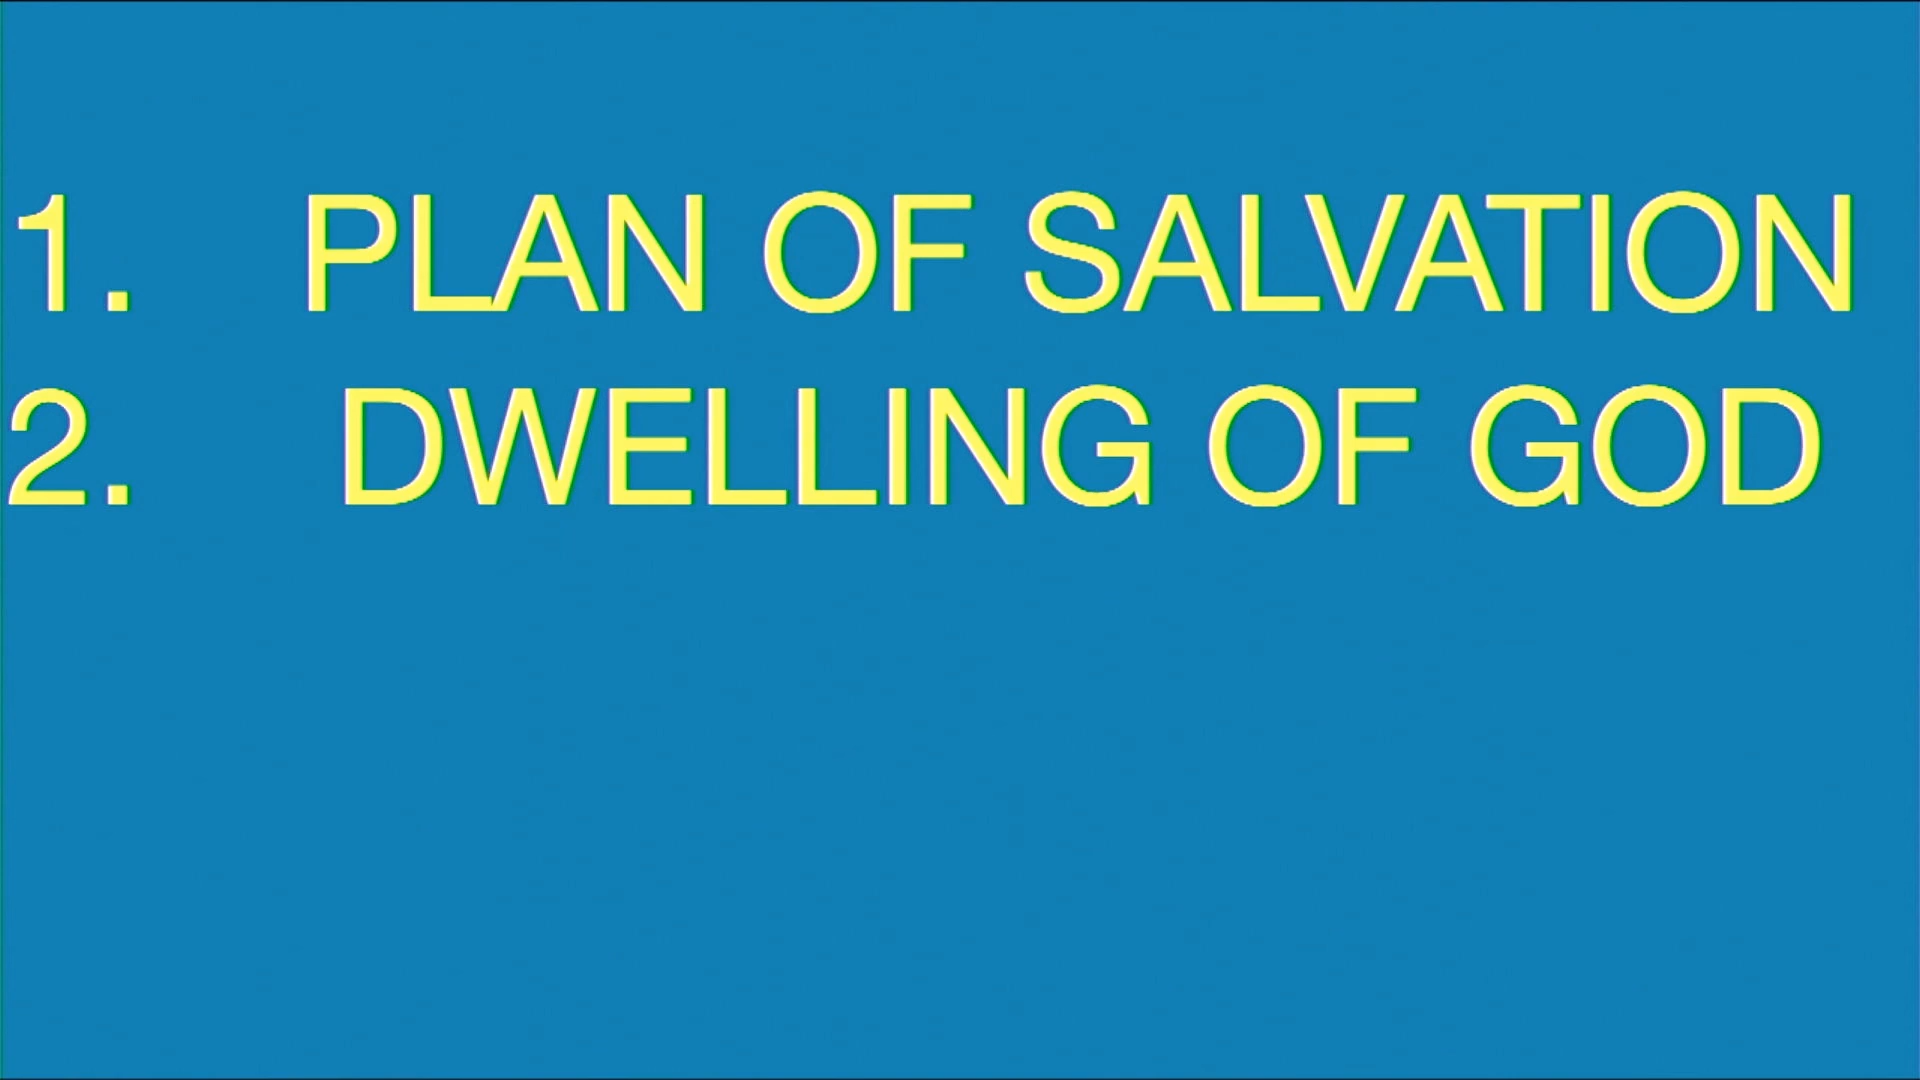 1. PLAN OF SALVATION
2. DWELLING OF GOD